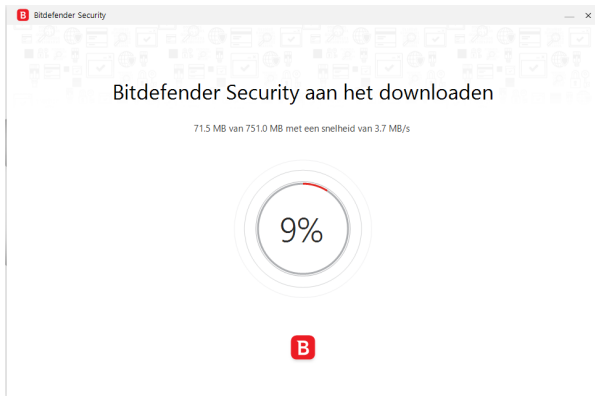 B Bitdefender Security
Bitdefender Security aan het downloaden
71.5 MB van 751.0 MB met een snelheid van 3.7 MB/s
9%
B